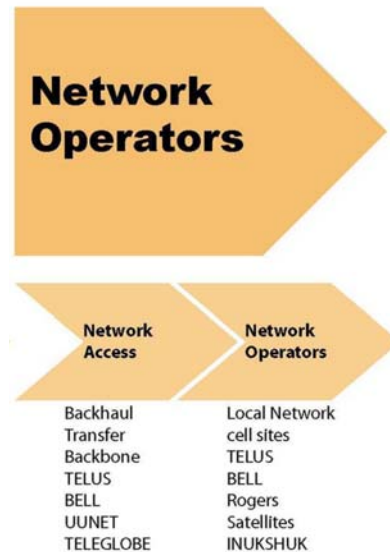 Network
Operators
Network
Access
Network
Operators
Backhaul
Transfer
Backbone
TELUS
BELL
UUNET
TELEGLOBE
Local Network
cell sites
TELUS
BELL
Rogers
Satellites
INUKSHUK